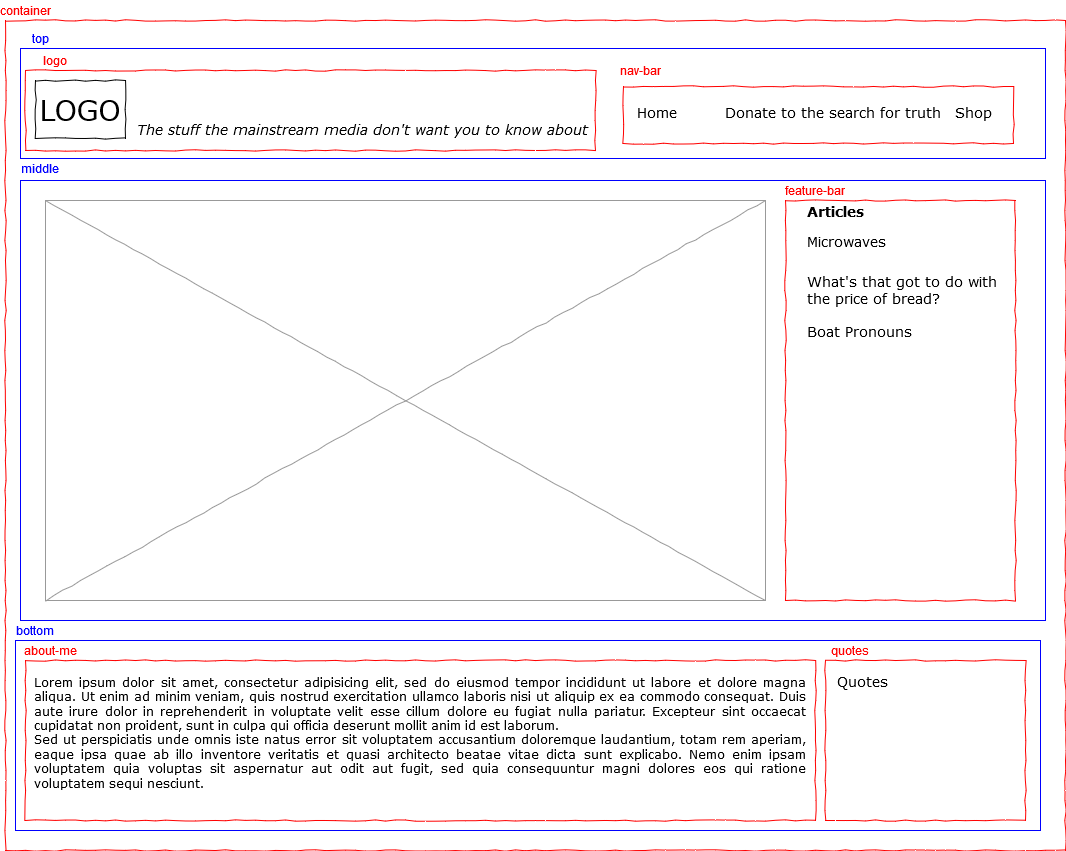 container
top
logo
nav-bar
LOGO
The stuff the mainstream media don't want you to know about
Home Donate to the search for truth Shop
middle
feature-bar
Articles
Microwaves
What's that got to do with
the price of bread?
Boat Pronouns
bottom
about-me
Lorem ipsum dolor sit amet, consectetur adipisicing elit, sed do eiusmod tempor incididunt ut labore et dolore magna
aliqua. Ut enim ad minim veniam, quis nostrud exercitation ullamco laboris nisi ut aliquip ex ea commodo consequat. Duis
aute irure dolor in reprehenderit in voluptate velit esse cillum dolore eu fugiat nulla pariatur. Excepteur sint occaecat
cupidatat non proident, sunt in culpa qui officia deserunt mollit anim id est laborum.
Sed ut perspiciatis unde omnis iste natus error sit voluptatem accusantium doloremque laudantium, totam rem aperiam,
eaque ipsa quae ab illo inventore veritatis et quasi architecto beatae vitae dicta sunt explicabo. Nemo enim ipsam
voluptatem quia voluptas sit aspernatur aut odit aut fugit, sed quia consequuntur magni dolores eos qui ratione
voluptatem sequi nesciunt.
quotes
Quotes